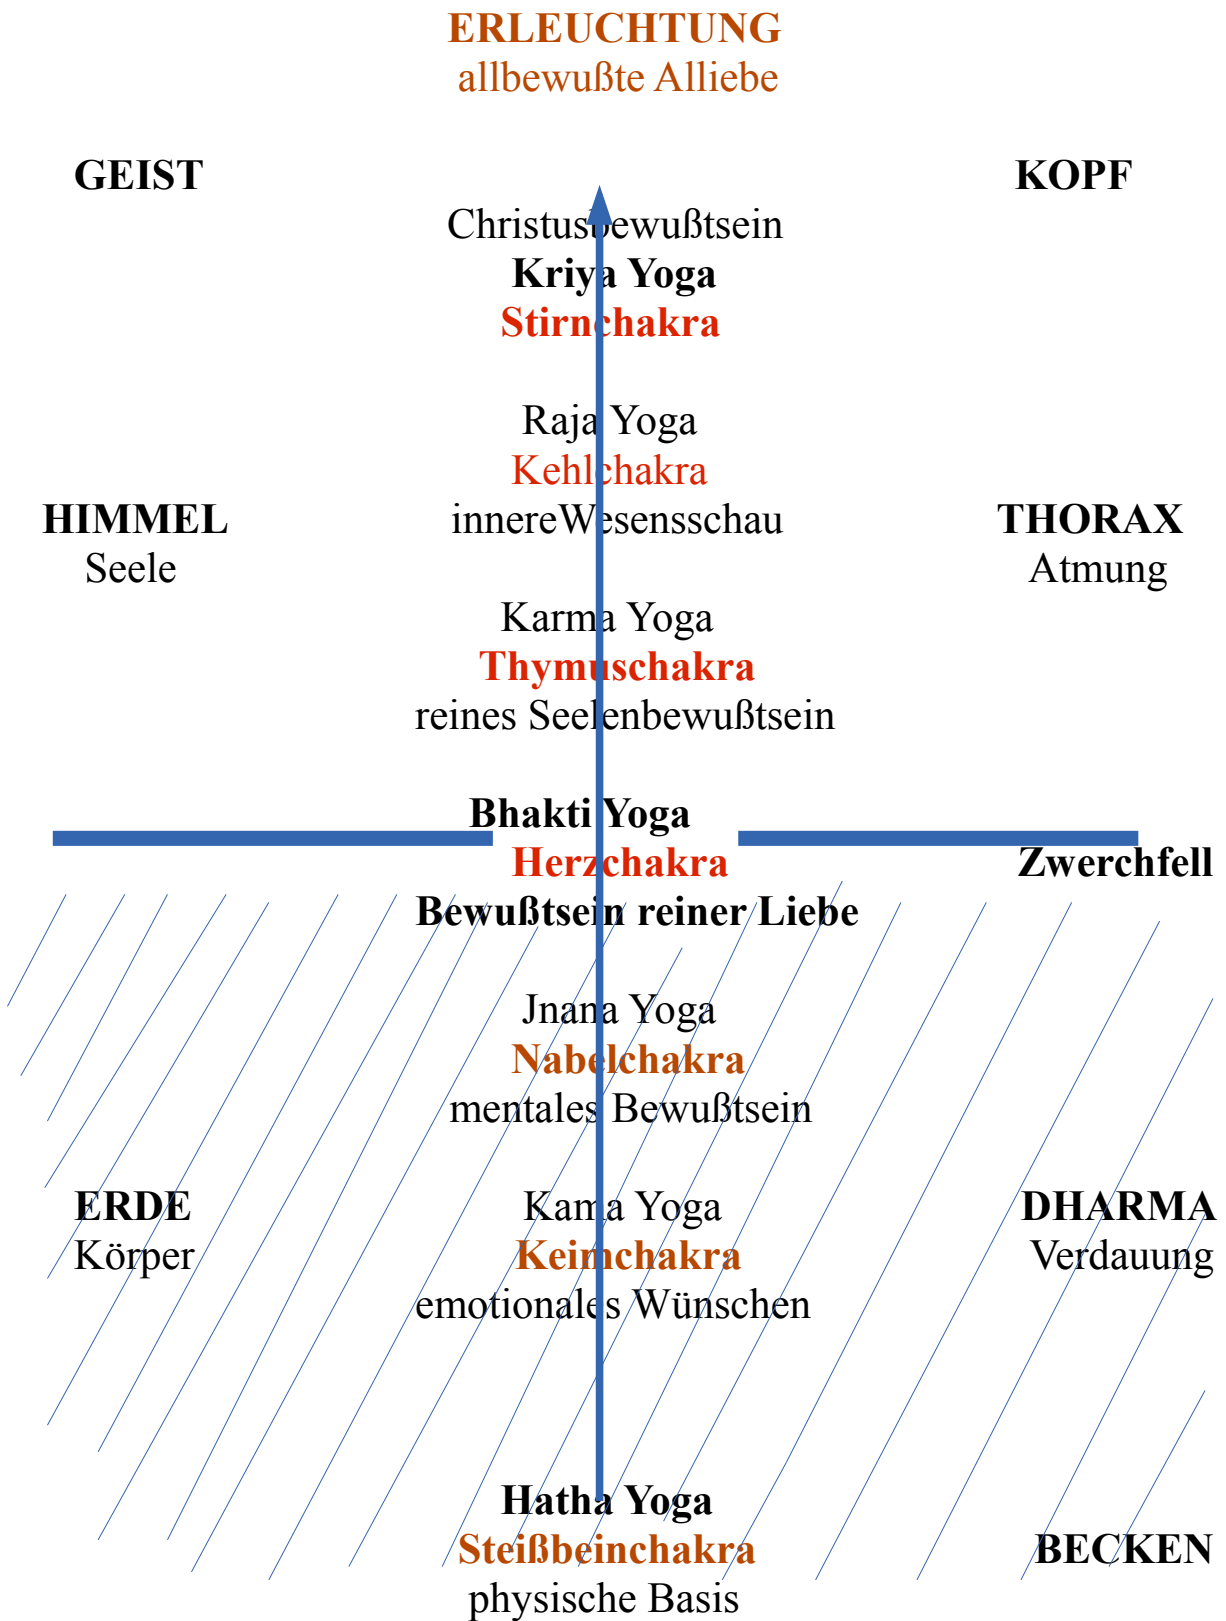 ERLEUCHTUNG
allbewußte Alliebe
GEIST KOPF
Christusbewußtsein
Kriya Yoga
Stirnchakra
Raja Yoga
Kehlchakra
HIMMEL innereWesensschau THORAX
Seele Atmung
Karma Yoga
Thymuschakra
reines Seelenbewußtsein
Bhakti Yoga
Herzchakra Zwerchfell
Bewußtsein reiner Liebe
Jnana Yoga
Nabelchakra
mentales Bewußtsein
ERDE Kama Yoga DHARMA
Körper Keimchakra Verdauung
emotionales Wünschen
Hatha Yoga
Steißbeinchakra BECKEN
physische Basis